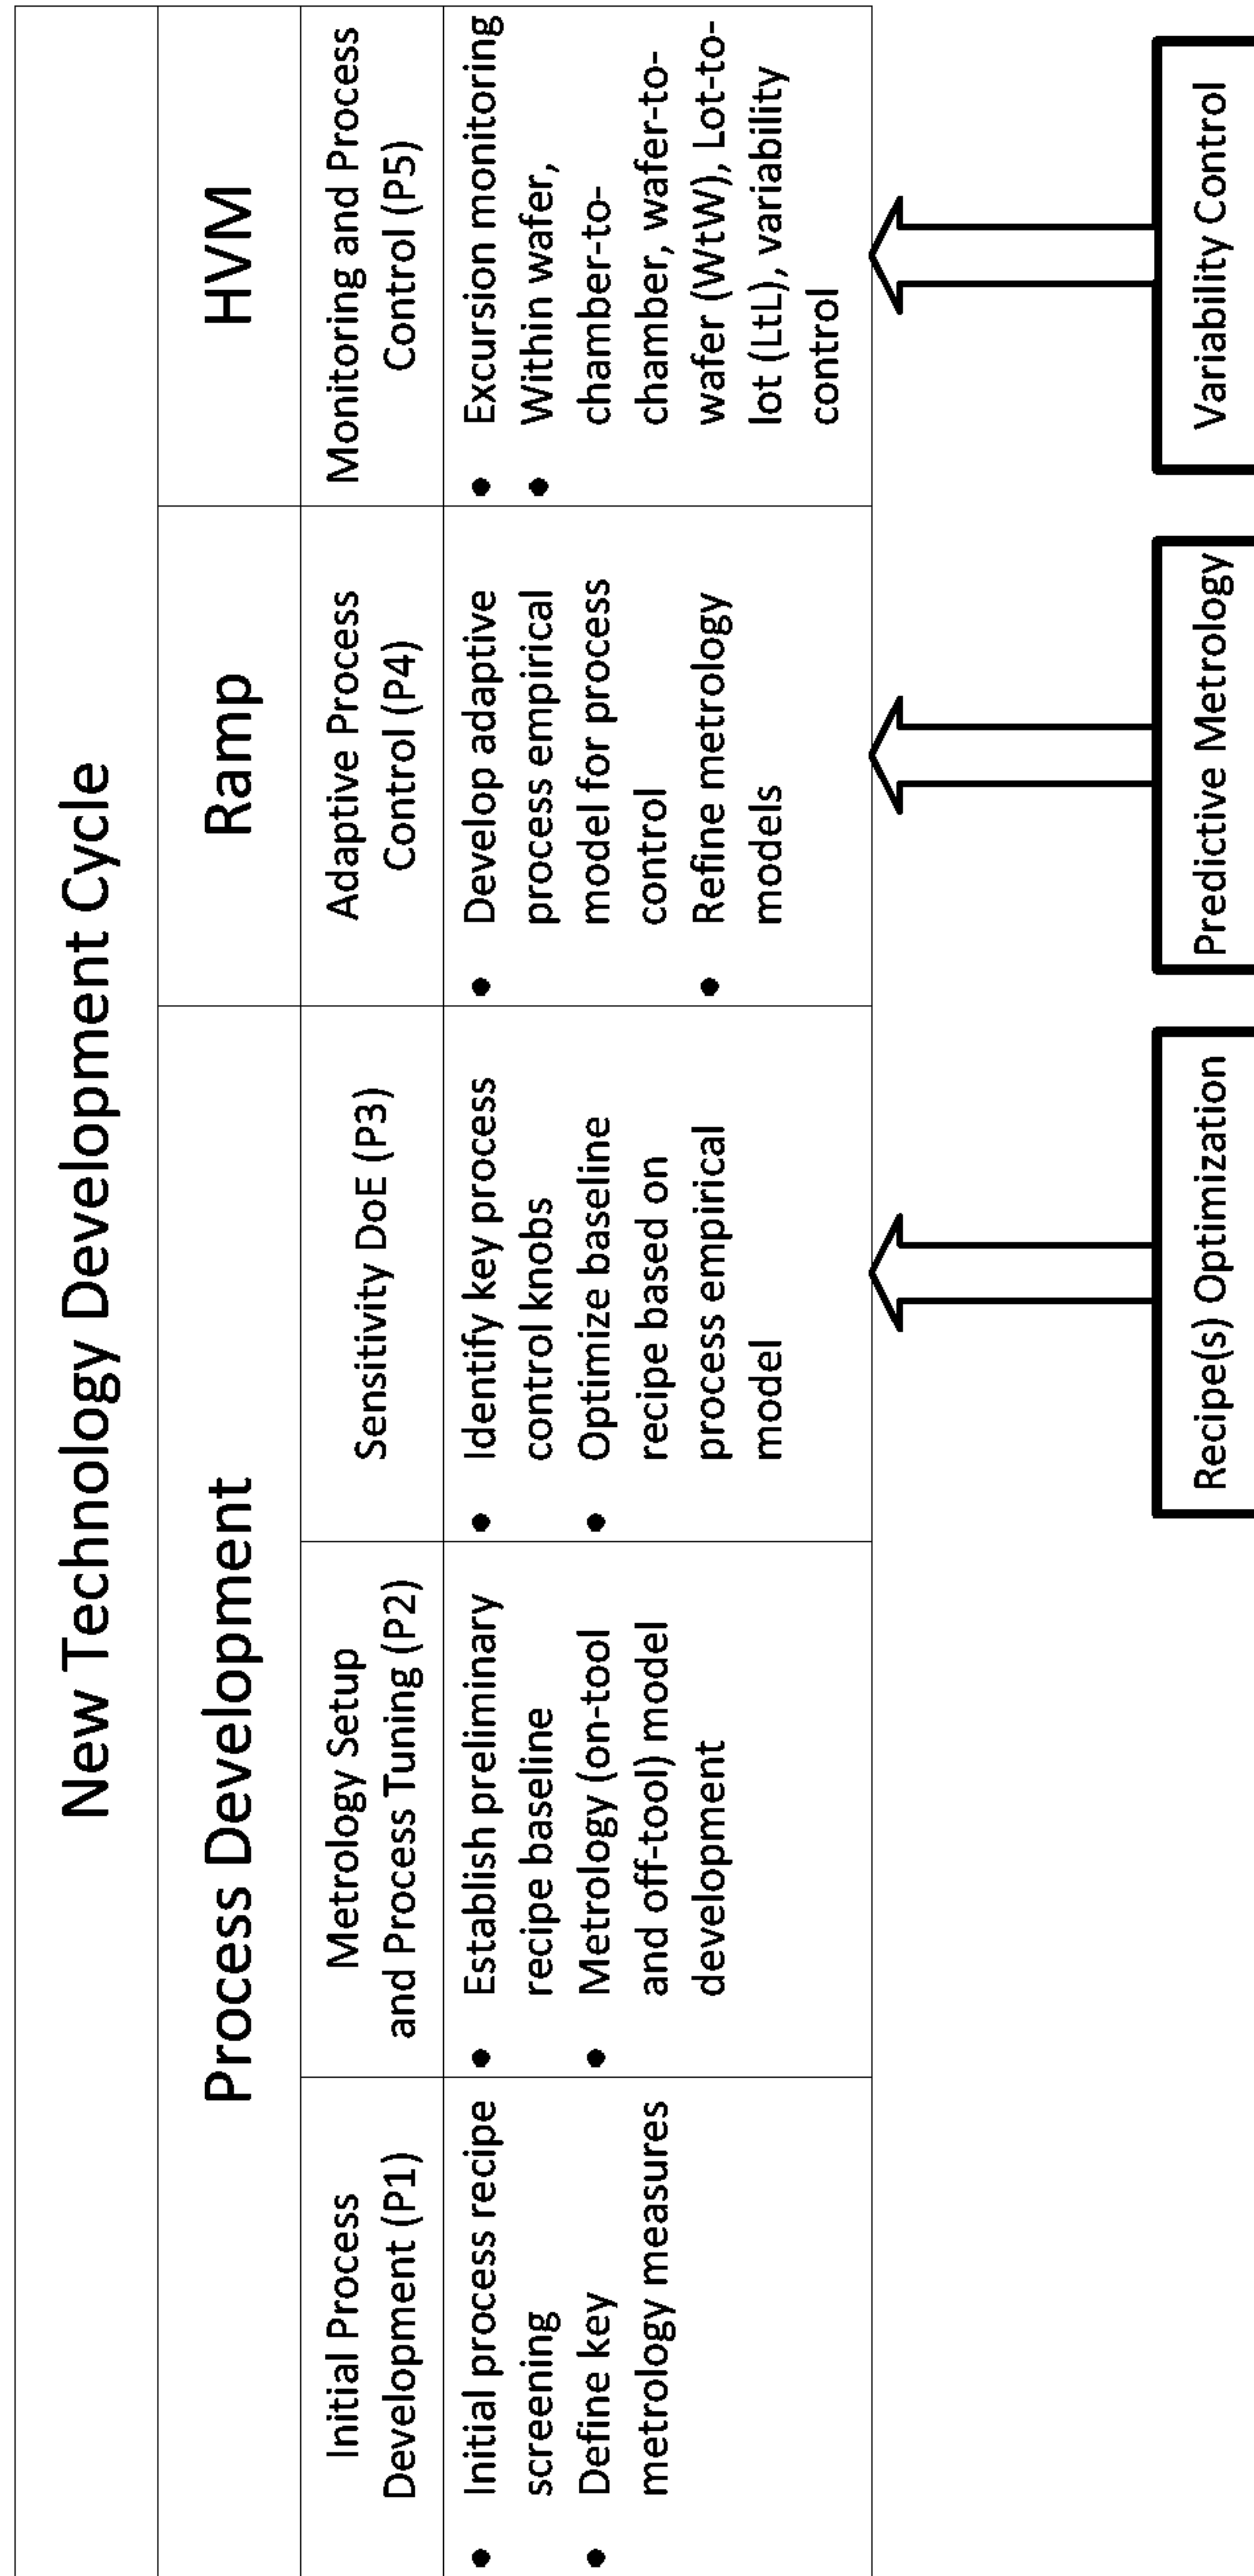 New Technology Development Cycle
Process Development
Ramp
HVM
Initial Process
Development (P1)
Metrology Setup
and Process Tuning (P2)
Sensitivity DoE (P3)
Adaptive Process
Control (P4)
Monitoring and Process
Control (P5)
• Initial process recipe
screening
• Define key
metrology measures
• Establish preliminary
recipe baseline
• Metrology (on-tool
and off-tool) model
development
• Identify key process
control knobs
• Optimize baseline
recipe based on
process empirical
model
• Develop adaptive
process empirical
model for process
control
• Refine metrology
models
• Excursion monitoring
• Within wafer,
chamber-to-
chamber, wafer-to-
wafer (WtW), Lot-to-
lot (LtL), variability
control
Recipe(s) Optimization
Predictive Metrology
Variability Control